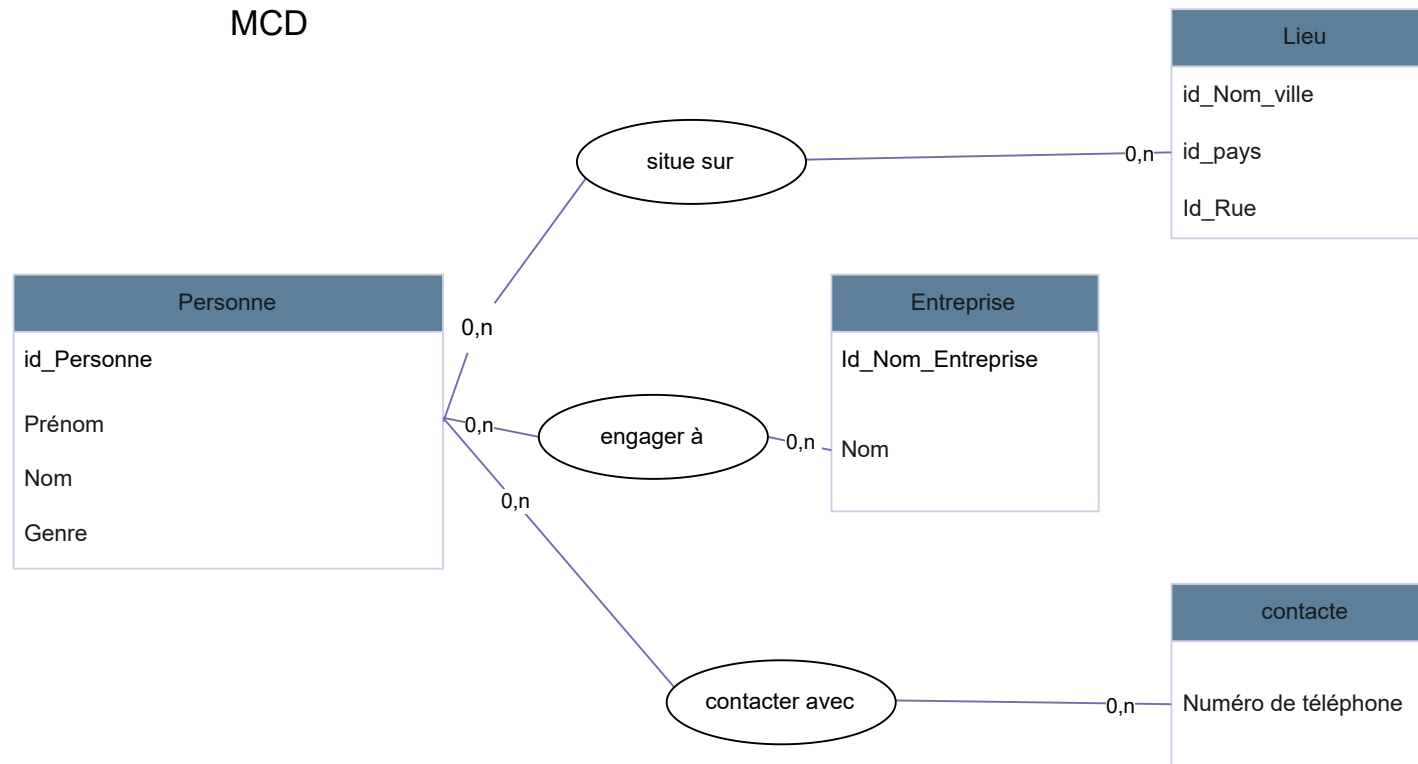 MCD
Lieu
id_Nom_ville
situe sur
0,n
id_pays
Id_Rue
Personne
Entreprise
0,n
id_Personne
Id_Nom_Entreprise
Prénom
0,n
engager à
0,n
Nom
Nom
0,n
Genre
contacte
contacter avec
0,n
Numéro de téléphone